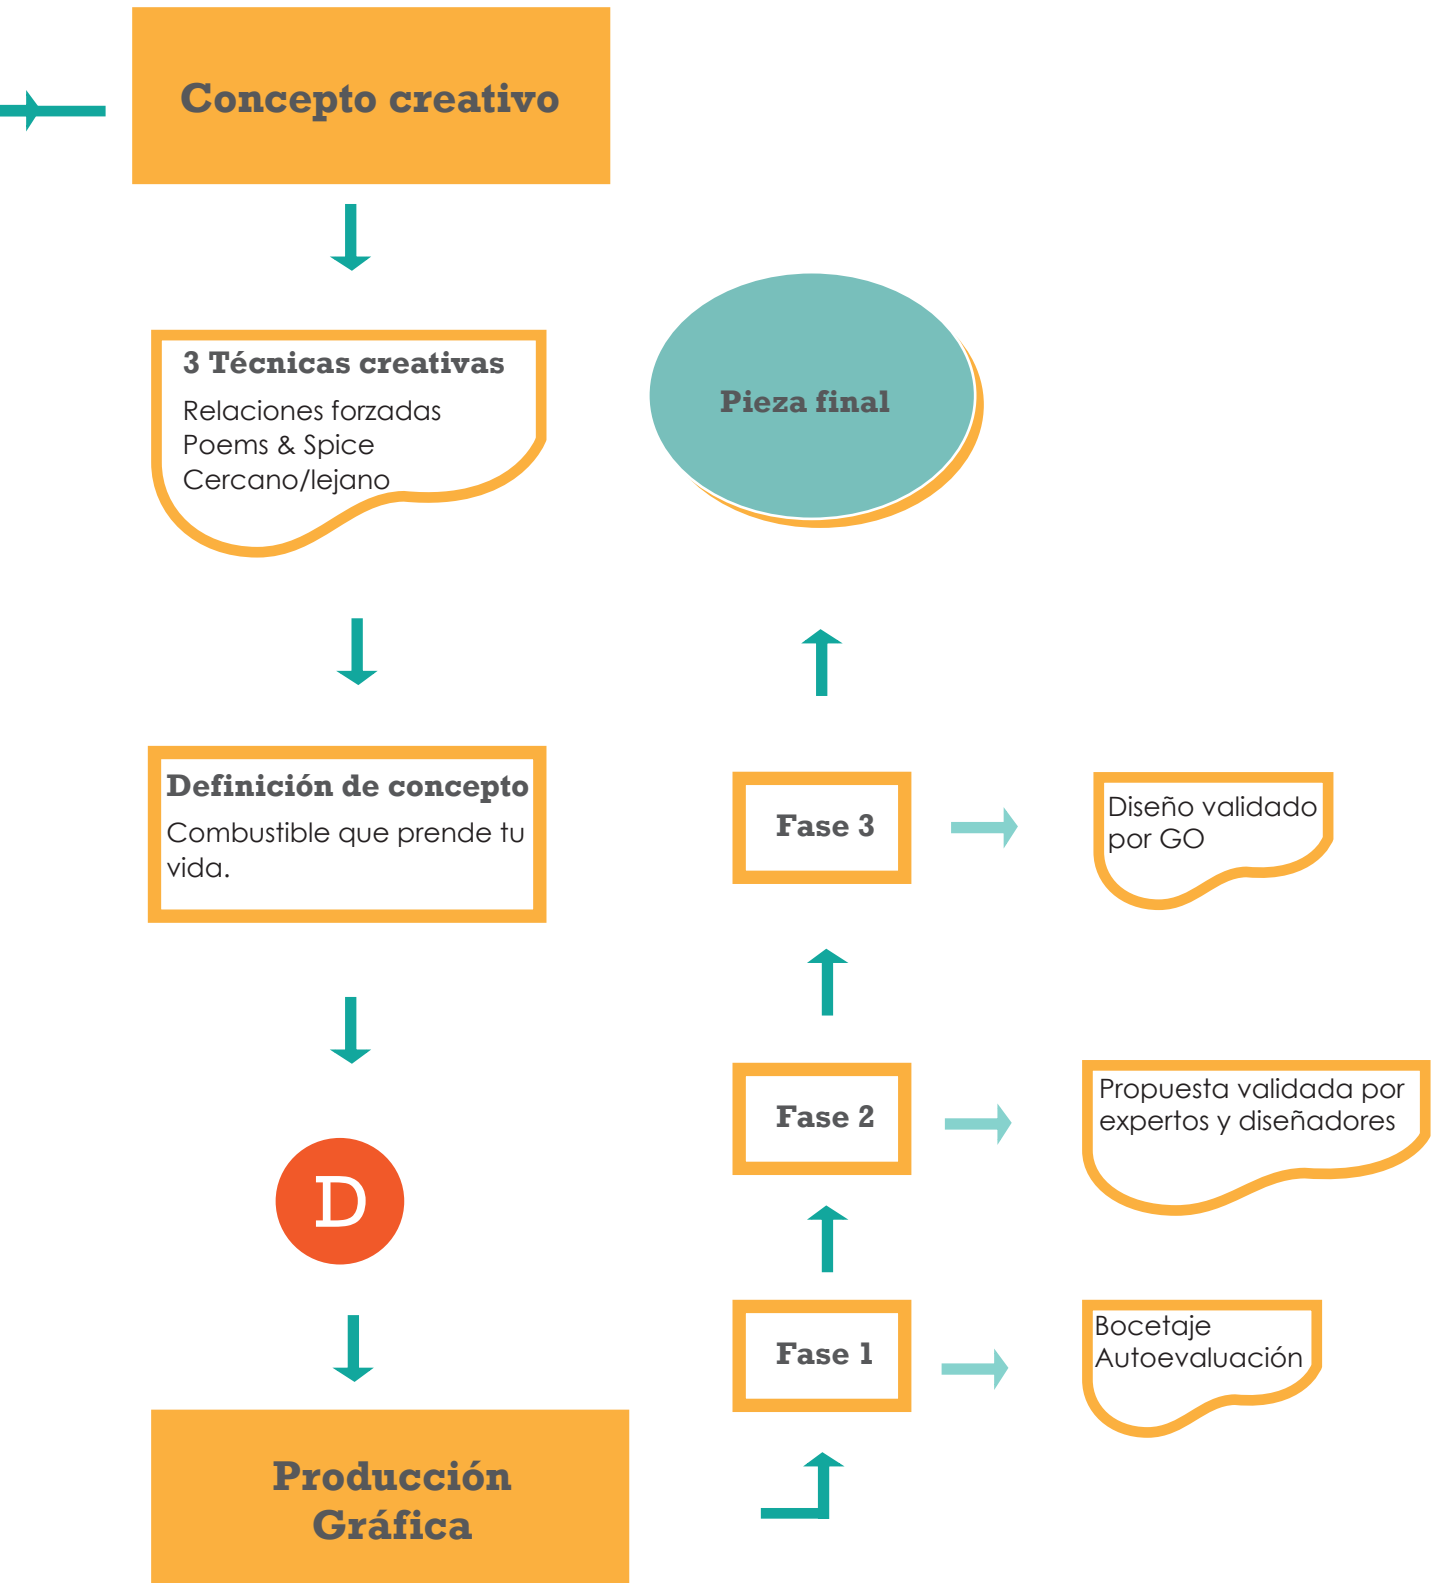 Concepto creativo
3 Técnicas creativas
Relaciones forzadas
Poems & Spice
Cercano/lejano
Definición de concepto
Combustible que prende tu
vida.
D
Producción
Gráfica
Pieza final
Fase 3
Diseño validado
por GO
Fase 2
Propuesta validada por
expertos y diseñadores
Fase 1
Bocetaje
Autoevaluación